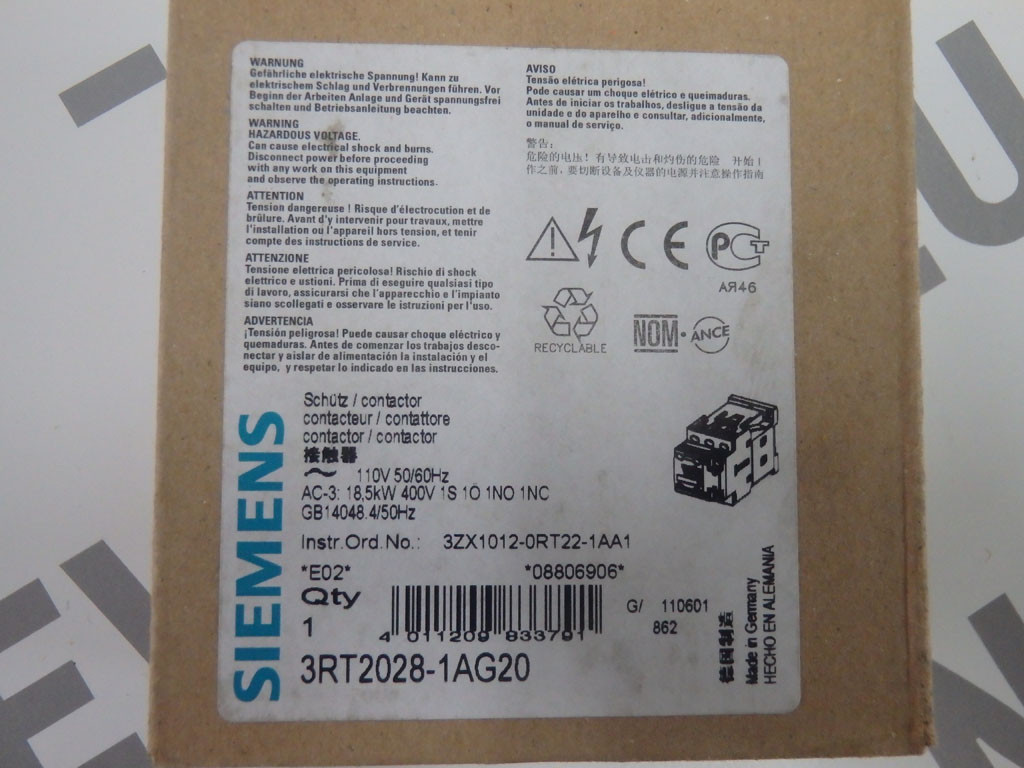 WARNUNG
Gefährliche elektrische Spannung! Kann zu
elektrischem Schlag und Verbrennungen führen. Vor
Beginn der Arbeiten Anlage und Gerät spannungsfrei
schalten und Betriebsanleitung beachten.
WARNING
HAZARDOUS VOLTAGE.
Can cause electrical shock and burns.
Disconnect power before proceeding
with any work on this equipment
and observe the operating instructions.
ATTENTION
Tension dangereuse ! Risque d'électrocution et de
brûlure. Avant d'y intervenir pour travaux, mettre
l'installation ou l'appareil hors tension, et tenir
compte des instructions de service.
ATTENZIONE
Tensione elettrica pericolosa! Rischio di shock
elettrico e ustioni. Prima di eseguire qualsiasi tipo
di lavoro, assicurarsi che l'apparecchio e l'impianto
siano scollegati e osservare le istruzioni per l'uso.
ADVERTENCIA
¡Tensión peligrosa! Puede causar choque eléctrico y
quemaduras. Antes de comenzar los trabajos desco-
nectar y aislar de alimentación la instalación y el
equipo, y respetar lo indicado en las instrucciones.
AVISO
Tensão elétrica perigosa!
Pode causar um choque elétrico e queimaduras.
Antes de iniciar os trabalhos, desligue a tensão da
unidade e do aparelho e consultar, adicionalmente,
o manual de serviço.
警告:
危险的电压! 有导致电击和灼伤的危险 开始工
作之前, 要切断设备及仪器的电源并注意操作指南
CE
РСТ
АЯ46
RECYCLABLE
NOM-ANCE
SIEMENS
Schütz / contactor
contacteur / contattore
contactor / contactor
接触器
~ 110V 50/60Hz
AC-3: 18,5kW 400V 1S 1Ö 1NO 1NC
GB14048.4/50Hz
Instr.Ord.No.: 3ZX1012-0RT22-1AA1
*E02* *08806906*
Qty
1
4 011209 833791
G/ 110601
862
3RT2028-1AG20
德国制造
Made in Germany
HECHO EN ALEMANIA